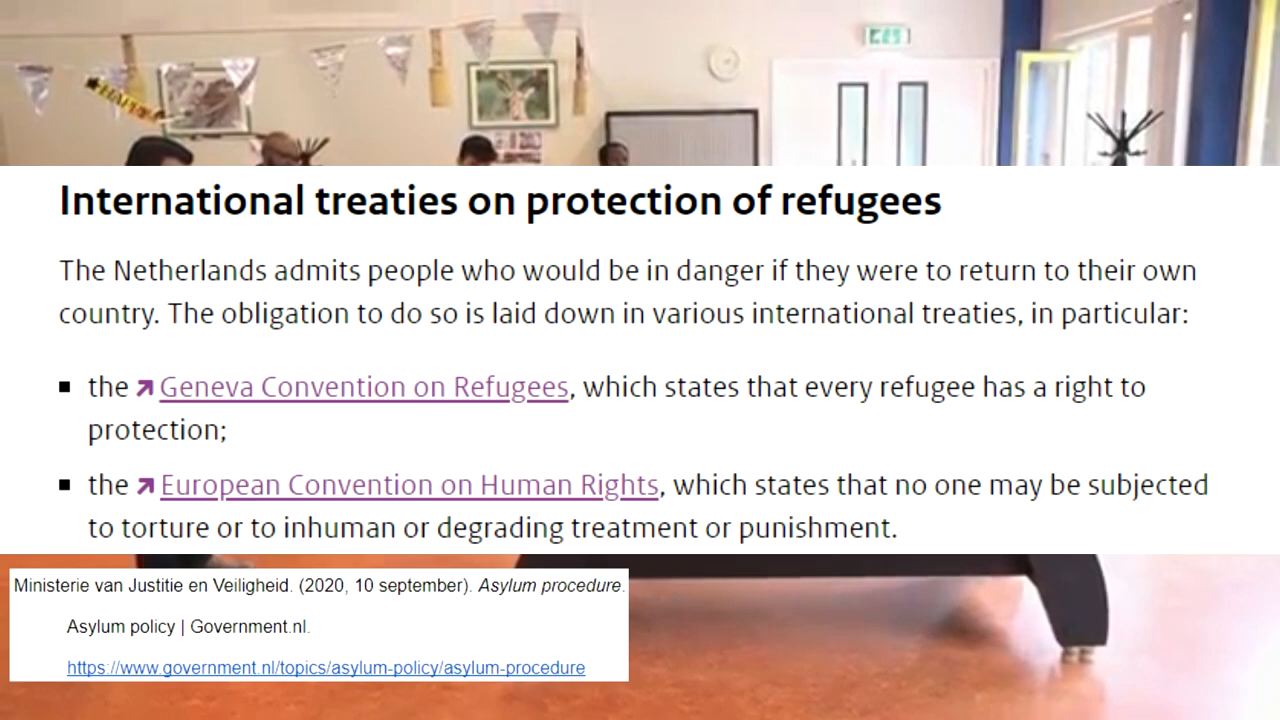 HAPPY
International treaties on protection of refugees
The Netherlands admits people who would be in danger if they were to return to their own
country. The obligation to do so is laid down in various international treaties, in particular:
■ the Geneva Convention on Refugees, which states that every refugee has a right to
protection;
■ the European Convention on Human Rights, which states that no one may be subjected
to torture or to inhuman or degrading treatment or punishment.
Ministerie van Justitie en Veiligheid. (2020, 10 september). Asylum procedure.
Asylum policy | Government.nl.
https://www.government.nl/topics/asylum-policy/asylum-procedure